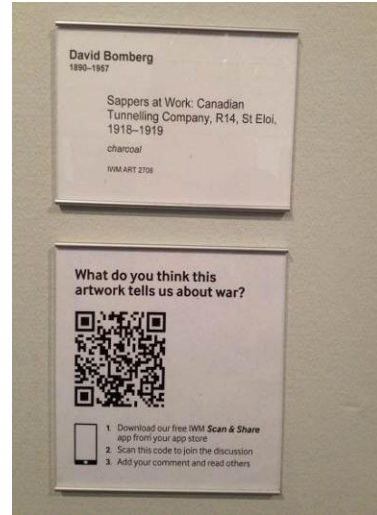 David Bomberg
1890–1957
Sappers at Work: Canadian
Tunnelling Company, R14, St Eloi,
1918–1919
charcoal
IWM ART 2708
What do you think this
artwork tells us about war?
1 Download our free IWM Scan & Share
app from your app store
2 Scan this code to join the discussion
3 Add your comment and read others